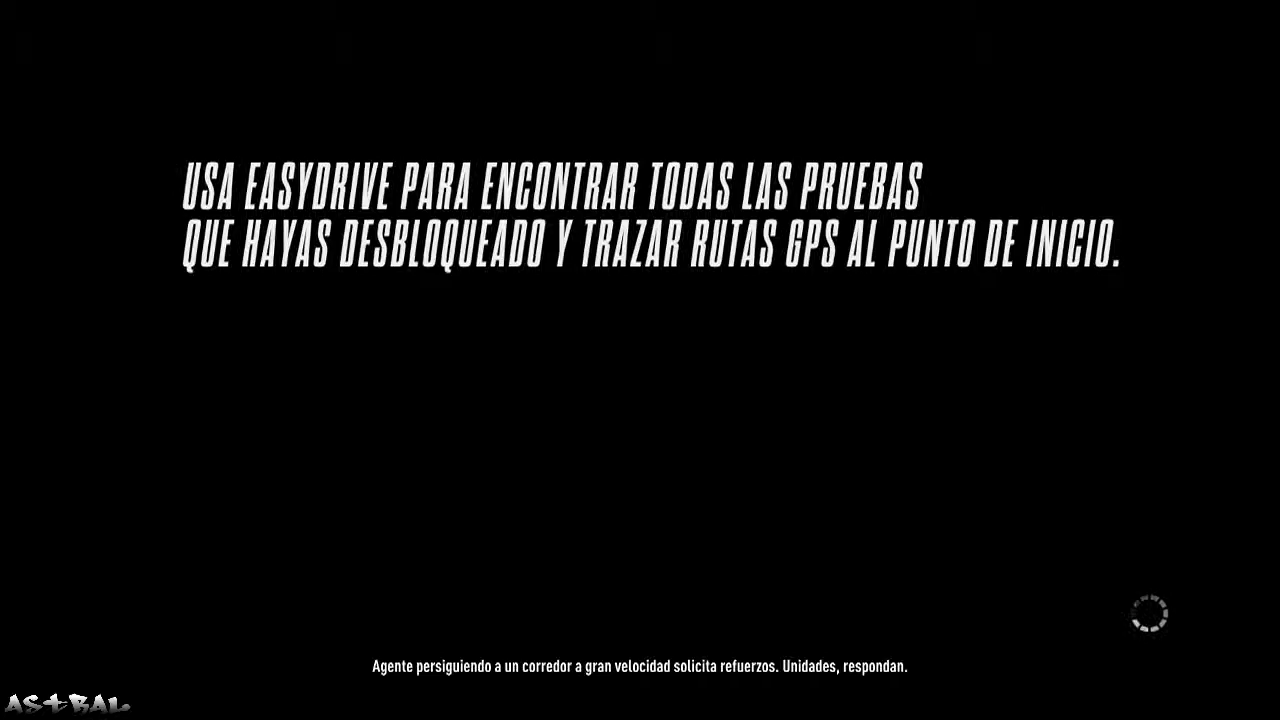 USA EASYDRIVE PARA ENCONTRAR TODAS LAS PRUEBAS
QUE HAYAS DESBLOQUEADO Y TRAZAR RUTAS GPS AL PUNTO DE INICIO.
Agente persiguiendo a un corredor a gran velocidad solicita refuerzos. Unidades, respondan.
ASTRAL